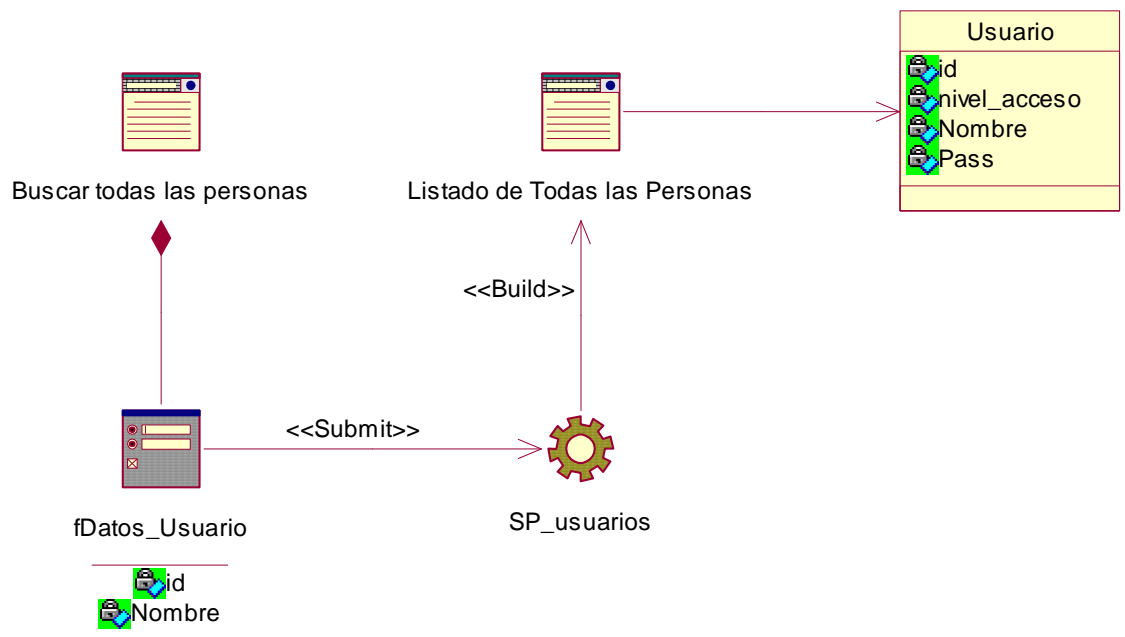 Usuario
id
nivel_acceso
Nombre
Pass
Buscar todas las personas
Listado de Todas las Personas
<<Build>>
<<Submit>>
fDatos_Usuario
SP_usuarios
id
Nombre